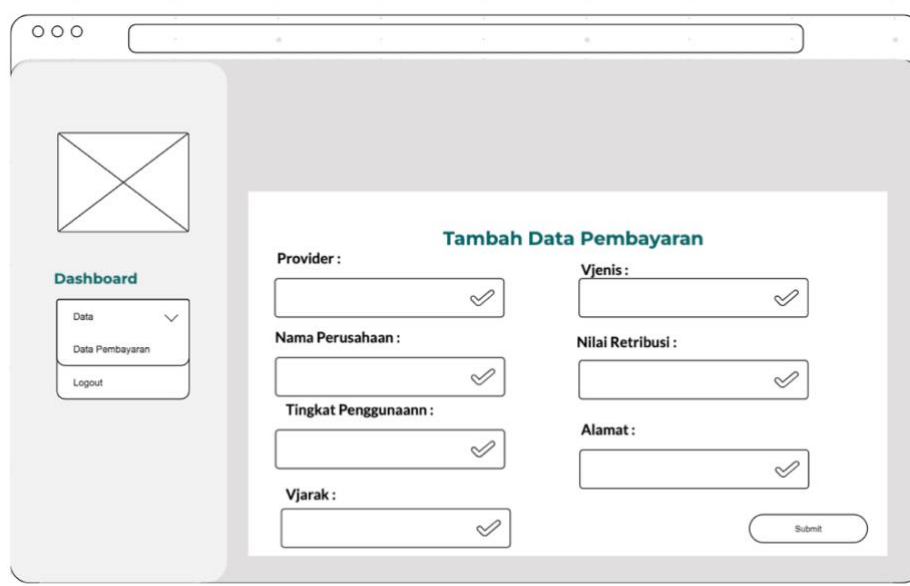 Dashboard
Data
Data Pembayaran
Logout
Tambah Data Pembayaran
Provider :
Nama Perusahaan :
Tingkat Penggunaann :
Vjarak :
Vjenis :
Nilai Retribusi :
Alamat :
Submit